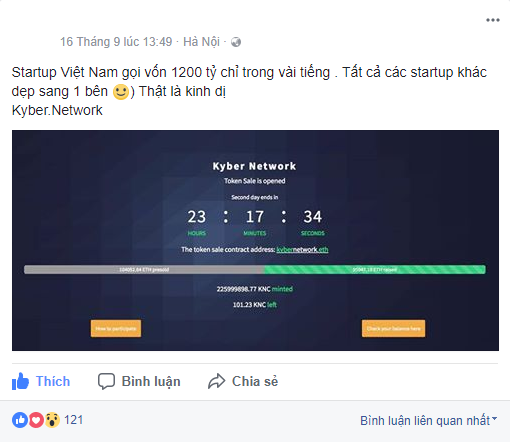 16 Tháng 9 lúc 13:49 · Hà Nội ·
Startup Việt Nam gọi vốn 1200 tỷ chỉ trong vài tiếng . Tất cả các startup khác
dẹp sang 1 bên 🙂) Thật là kinh dị
Kyber.Network
Kyber Network
Token Sale is opened
Second day ends in
23 : 17 : 34
HOURS MINUTES SECONDS
The token sale contract address: kybernetwork.eth
ETH presold ETH raised
225999898.77 KNC minted
101.23 KNC left
How to participate Check your balance here
Thích Bình luận Chia sẻ
121 Bình luận liên quan nhất